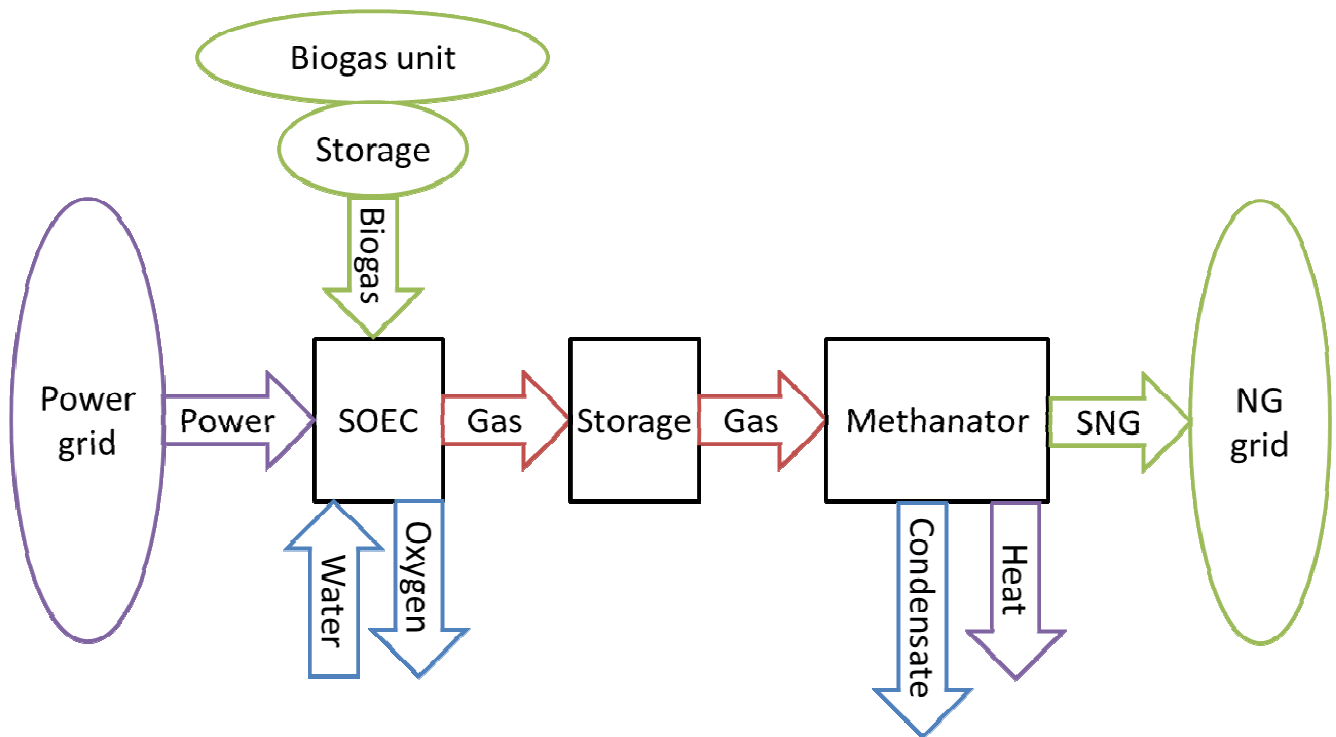 Biogas unit
Storage
Biogas
Power
grid
Power
SOEC
Gas
Storage
Gas
Methanator
SNG
NG
grid
Water
Oxygen
Condensate
Heat